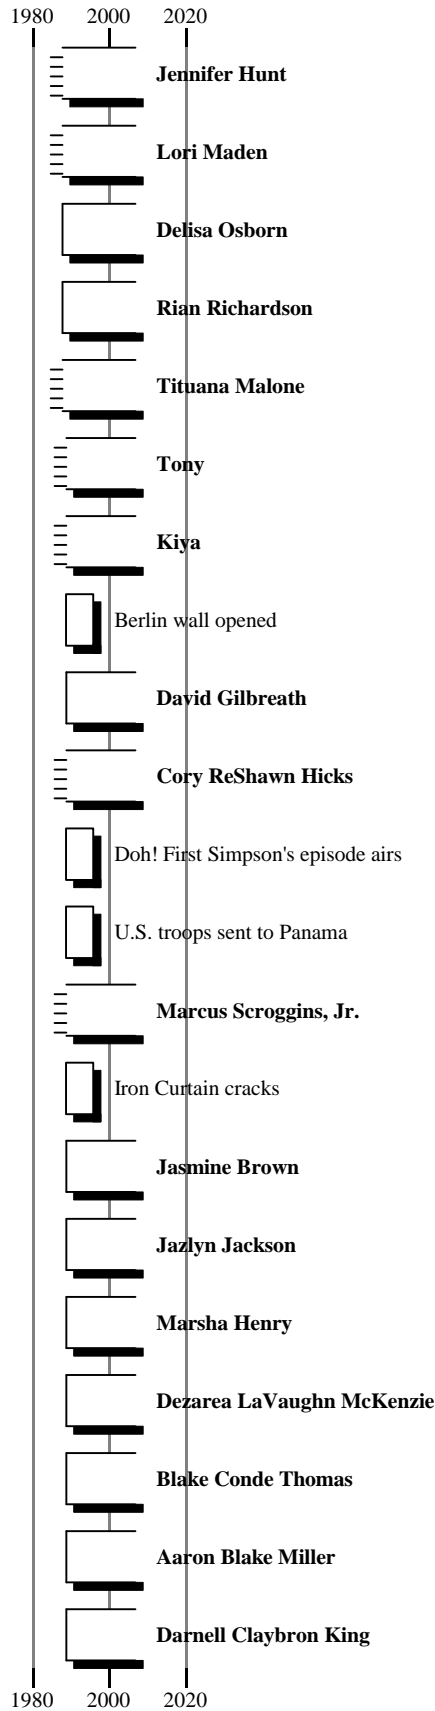 1980 2000 2020
Jennifer Hunt
Lori Maden
Delisa Osborn
Rian Richardson
Tituana Malone
Tony
Kiya
Berlin wall opened
David Gilbreath
Cory ReShawn Hicks
Doh! First Simpson's episode airs
U.S. troops sent to Panama
Marcus Scroggins, Jr.
Iron Curtain cracks
Jasmine Brown
Jazlyn Jackson
Marsha Henry
Dezarea LaVaughn McKenzie
Blake Conde Thomas
Aaron Blake Miller
Darnell Claybron King
1980 2000 2020